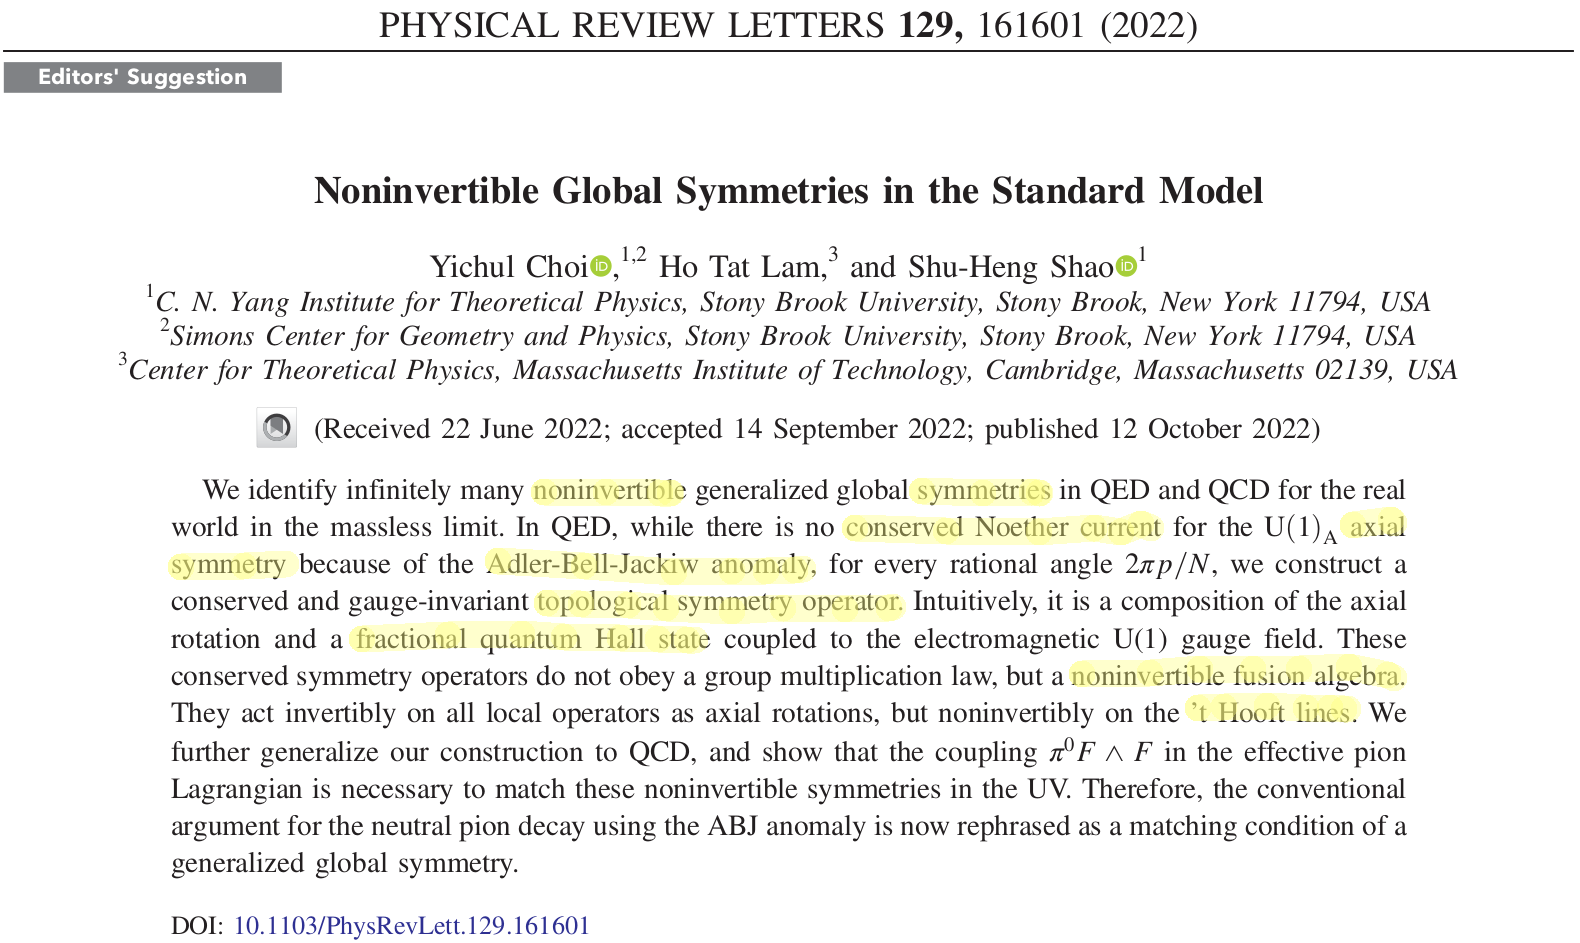 PHYSICAL REVIEW LETTERS 129, 161601 (2022)
Editors' Suggestion
Noninvertible Global Symmetries in the Standard Model
Yichul Choi iD,1,2 Ho Tat Lam,3 and Shu-Heng Shao iD1
1C. N. Yang Institute for Theoretical Physics, Stony Brook University, Stony Brook, New York 11794, USA
2Simons Center for Geometry and Physics, Stony Brook University, Stony Brook, New York 11794, USA
3Center for Theoretical Physics, Massachusetts Institute of Technology, Cambridge, Massachusetts 02139, USA
(Received 22 June 2022; accepted 14 September 2022; published 12 October 2022)
We identify infinitely many noninvertible generalized global symmetries in QED and QCD for the real
world in the massless limit. In QED, while there is no conserved Noether current for the U(1)A axial
symmetry because of the Adler-Bell-Jackiw anomaly, for every rational angle 2πp/N, we construct a
conserved and gauge-invariant topological symmetry operator. Intuitively, it is a composition of the axial
rotation and a fractional quantum Hall state coupled to the electromagnetic U(1) gauge field. These
conserved symmetry operators do not obey a group multiplication law, but a noninvertible fusion algebra.
They act invertibly on all local operators as axial rotations, but noninvertibly on the 't Hooft lines. We
further generalize our construction to QCD, and show that the coupling π0F ∧ F in the effective pion
Lagrangian is necessary to match these noninvertible symmetries in the UV. Therefore, the conventional
argument for the neutral pion decay using the ABJ anomaly is now rephrased as a matching condition of a
generalized global symmetry.
DOI: 10.1103/PhysRevLett.129.161601